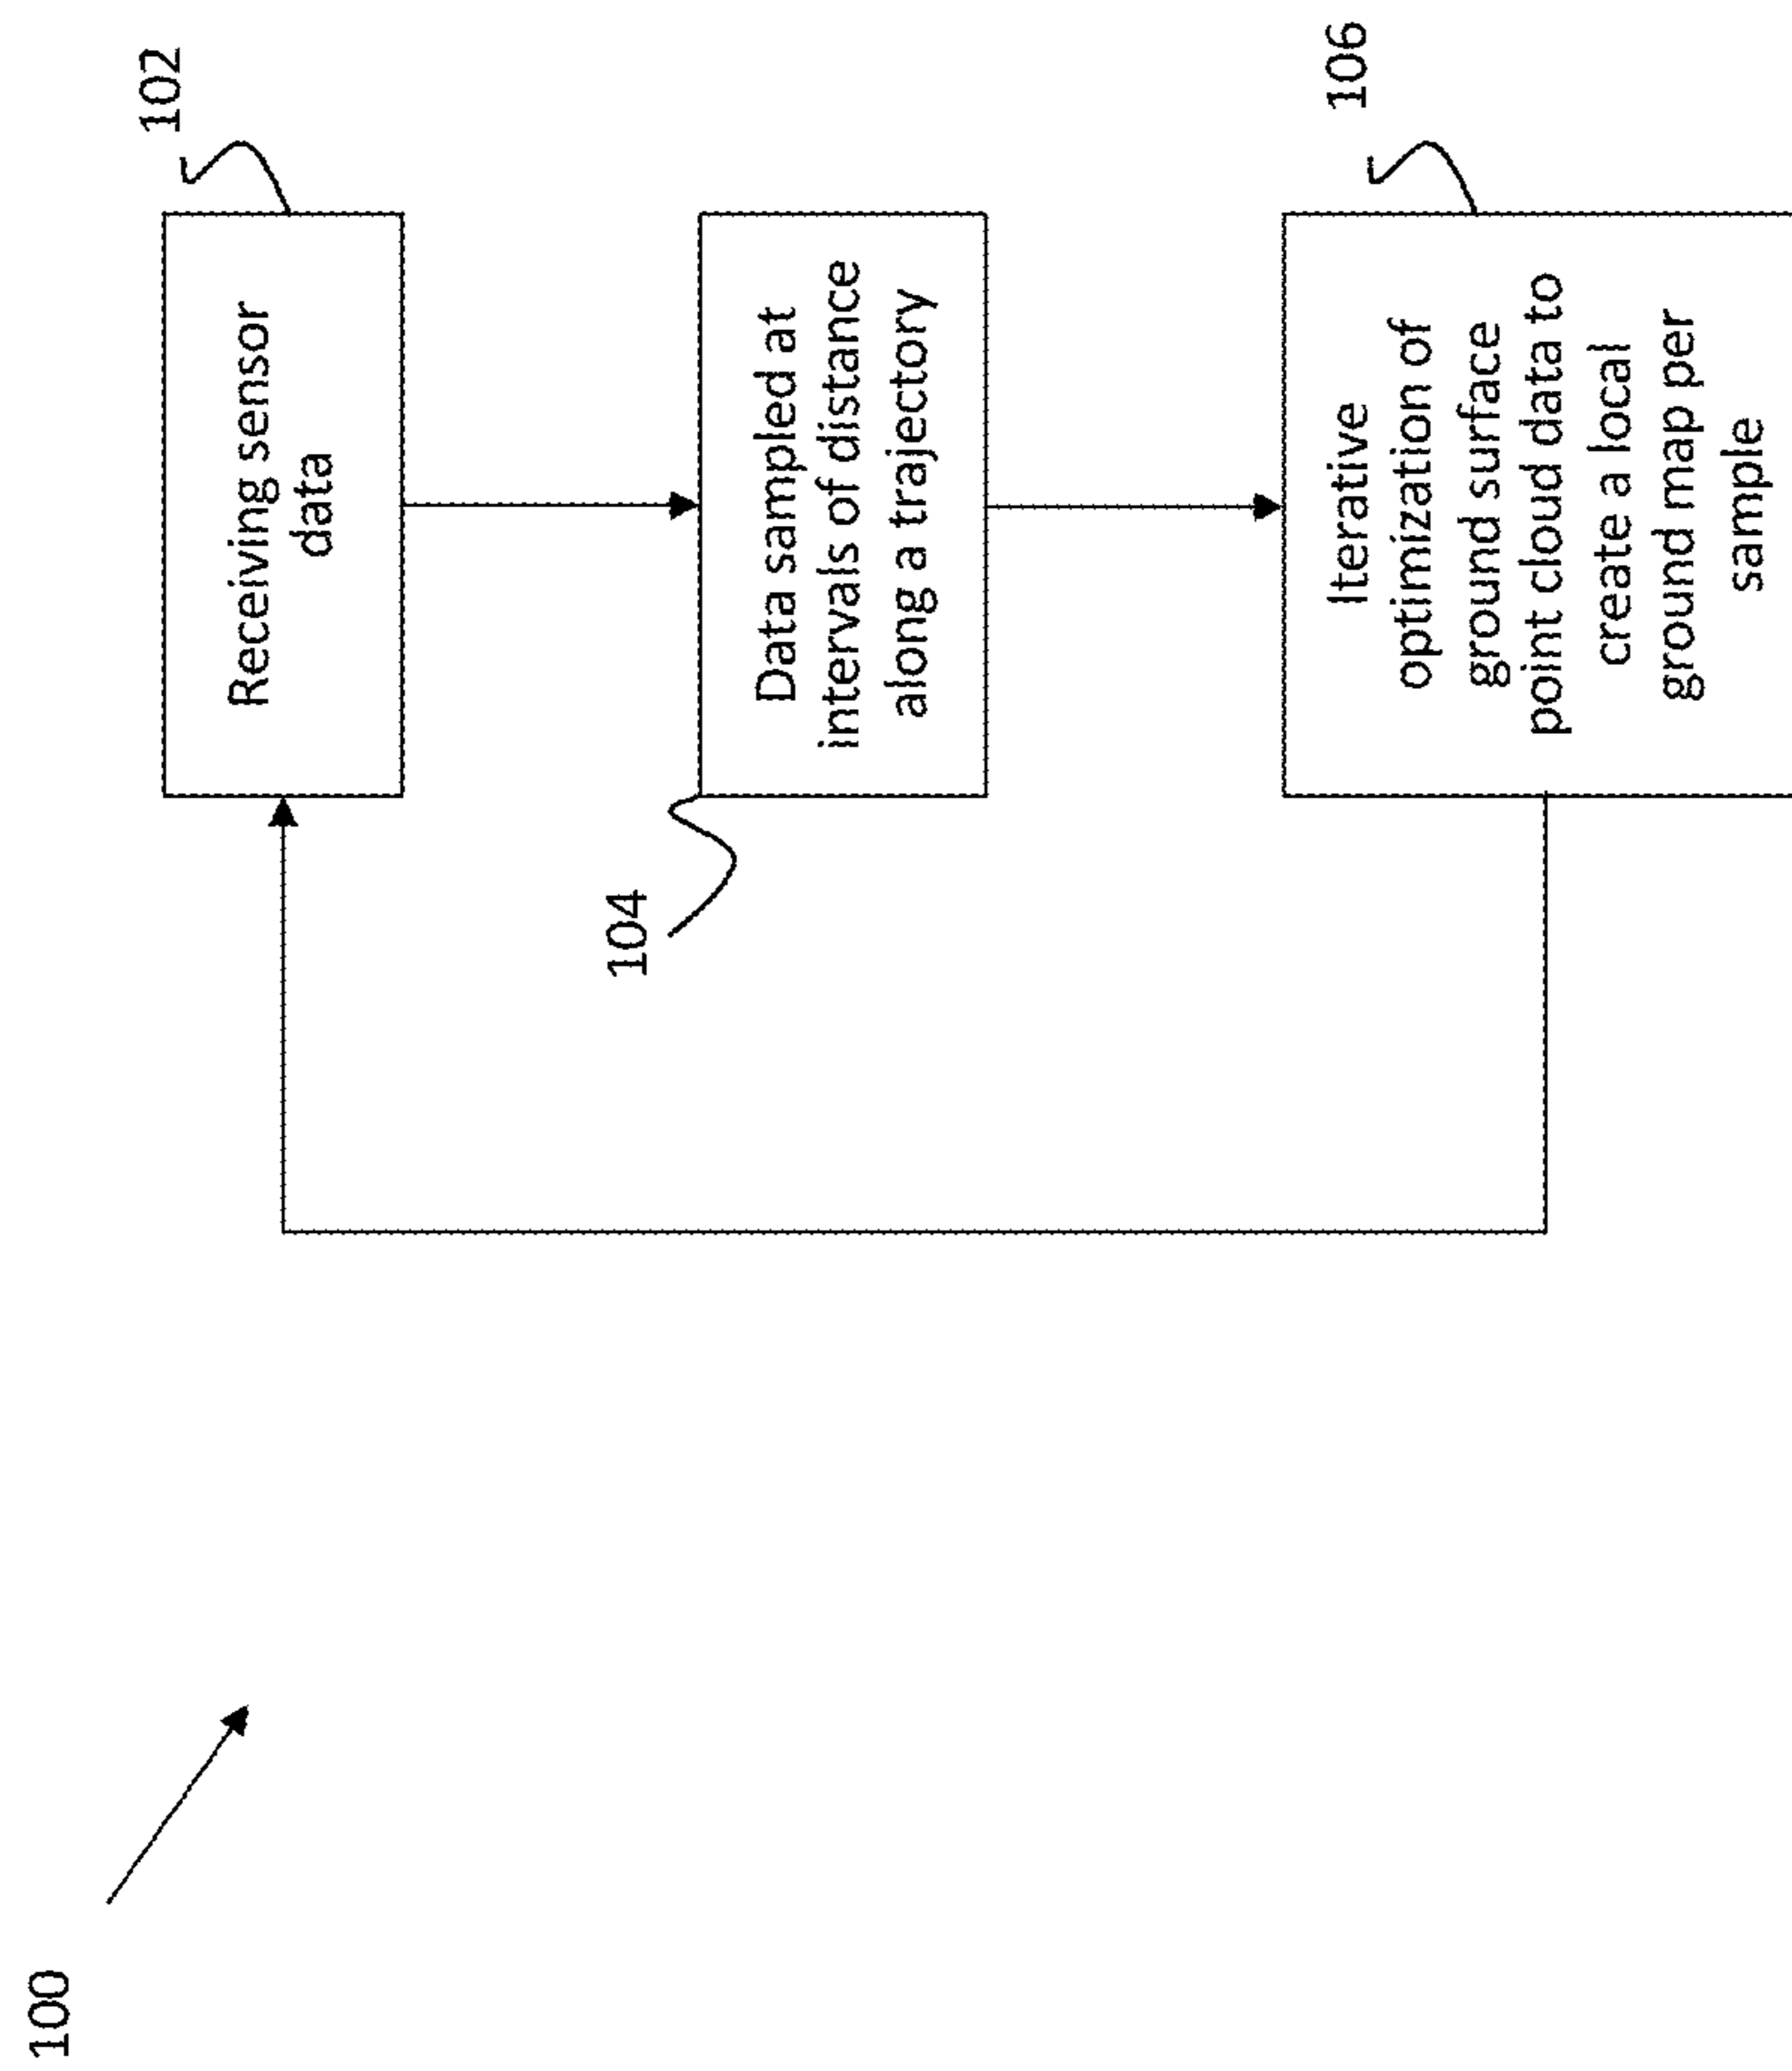 100
102
Receiving sensor
data
104
Data sampled at
intervals of distance
along a trajectory
106
Iterative
optimization of
ground surface
point cloud data to
create a local
ground map per
sample